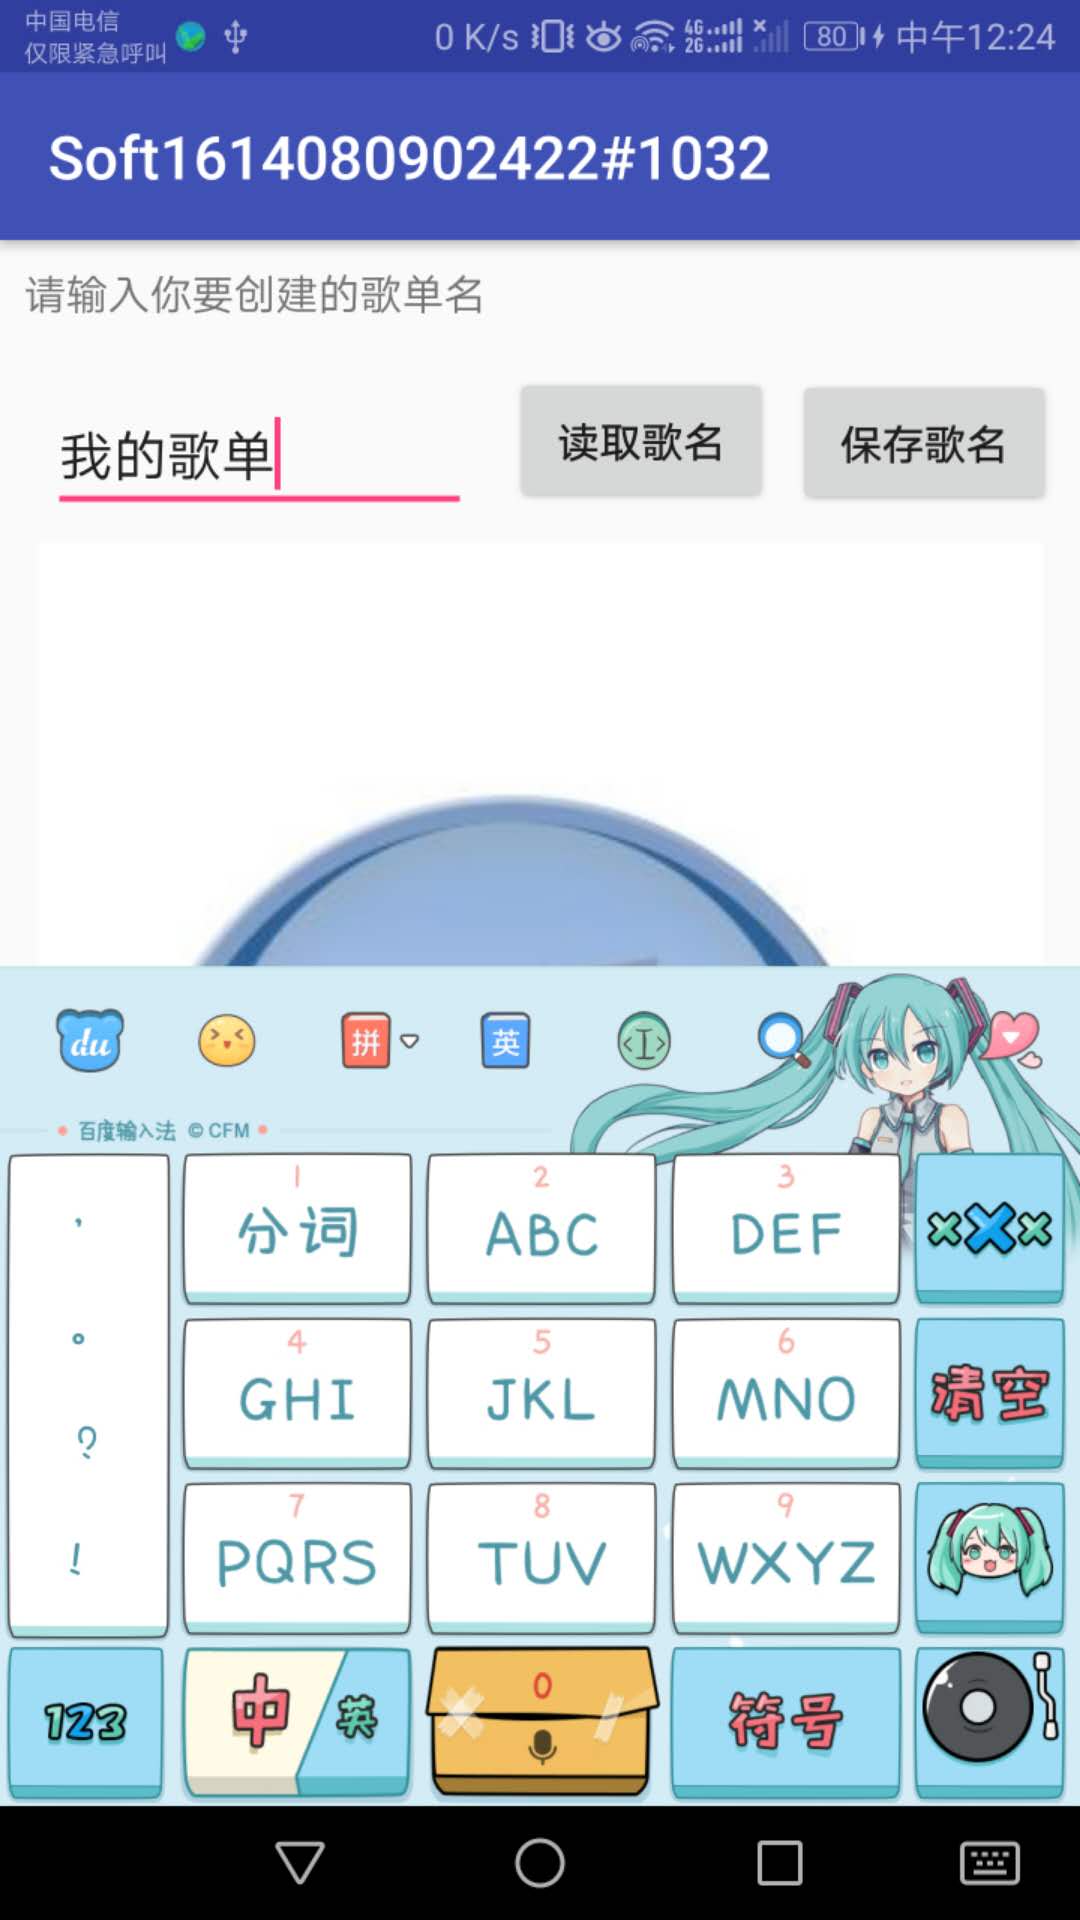 中国电信
仅限紧急呼叫
0 K/s 4G 2G 80 中午12:24
Soft1614080902422#1032
请输入你要创建的歌单名
我的歌单 读取歌名 保存歌名
du 拼 英
百度输入法 © CFM
， 1 2 3
分词 ABC DEF
。 4 5 6
GHI JKL MNO 清空
？ 7 8 9
！ PQRS TUV WXYZ
123 中 英 0 符号